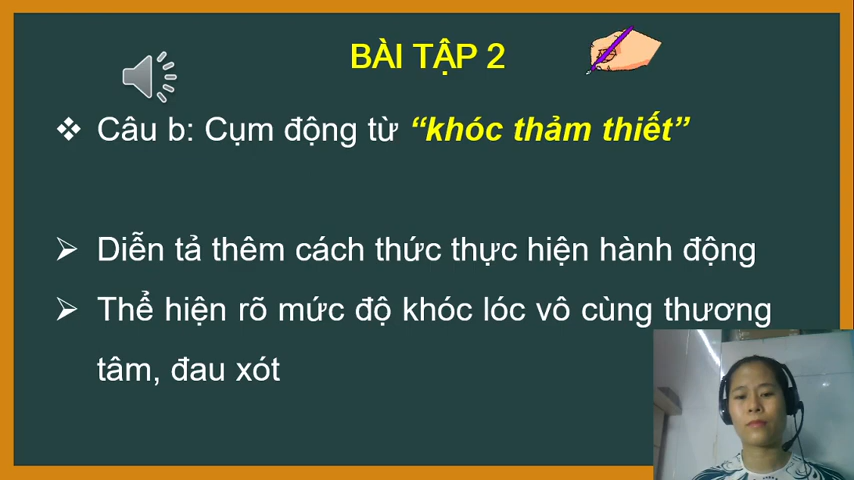 BÀI TẬP 2
Câu b: Cụm động từ “khóc thảm thiết”
Diễn tả thêm cách thức thực hiện hành động
Thể hiện rõ mức độ khóc lóc vô cùng thương
tâm, đau xót